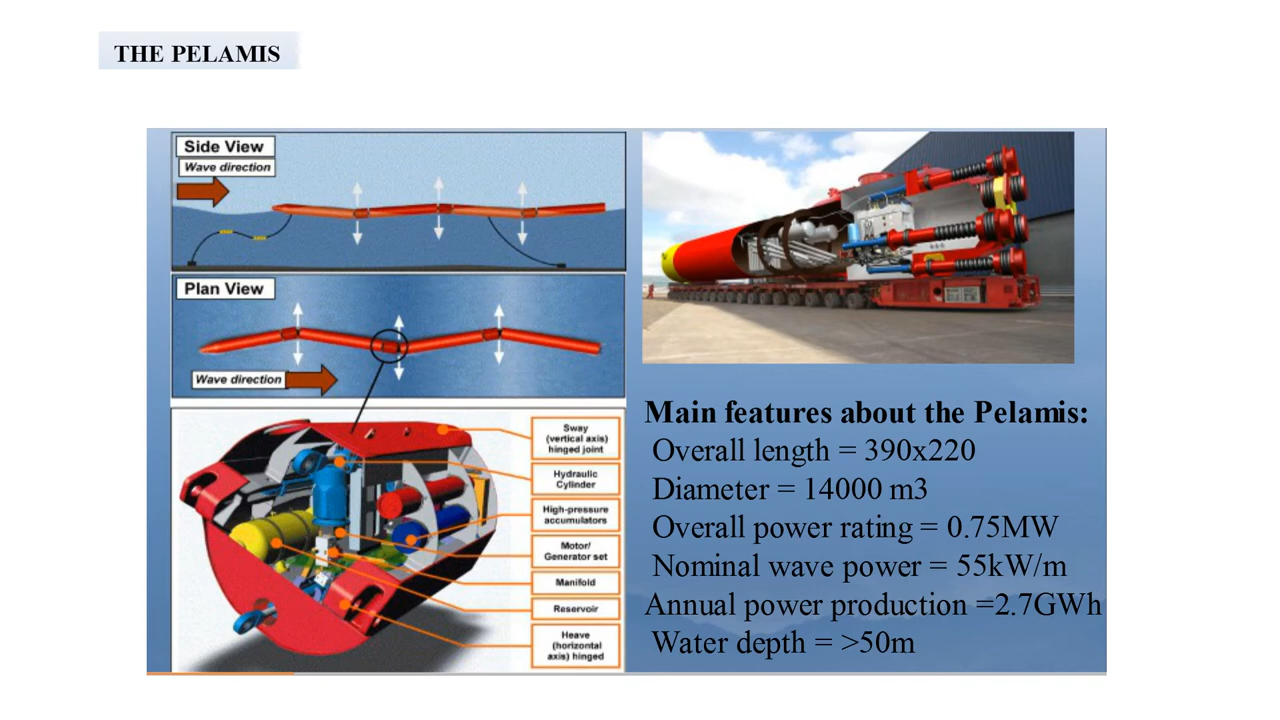 THE PELAMIS
Side View
Wave direction
Plan View
Wave direction
Sway
(vertical axis)
hinged joint
Hydraulic
Cylinder
High-pressure
accumulators
Motor/
Generator set
Manifold
Reservoir
Heave
(horizontal
axis) hinged
Main features about the Pelamis:
Overall length = 390x220
Diameter = 14000 m3
Overall power rating = 0.75MW
Nominal wave power = 55kW/m
Annual power production =2.7GWh
Water depth = >50m